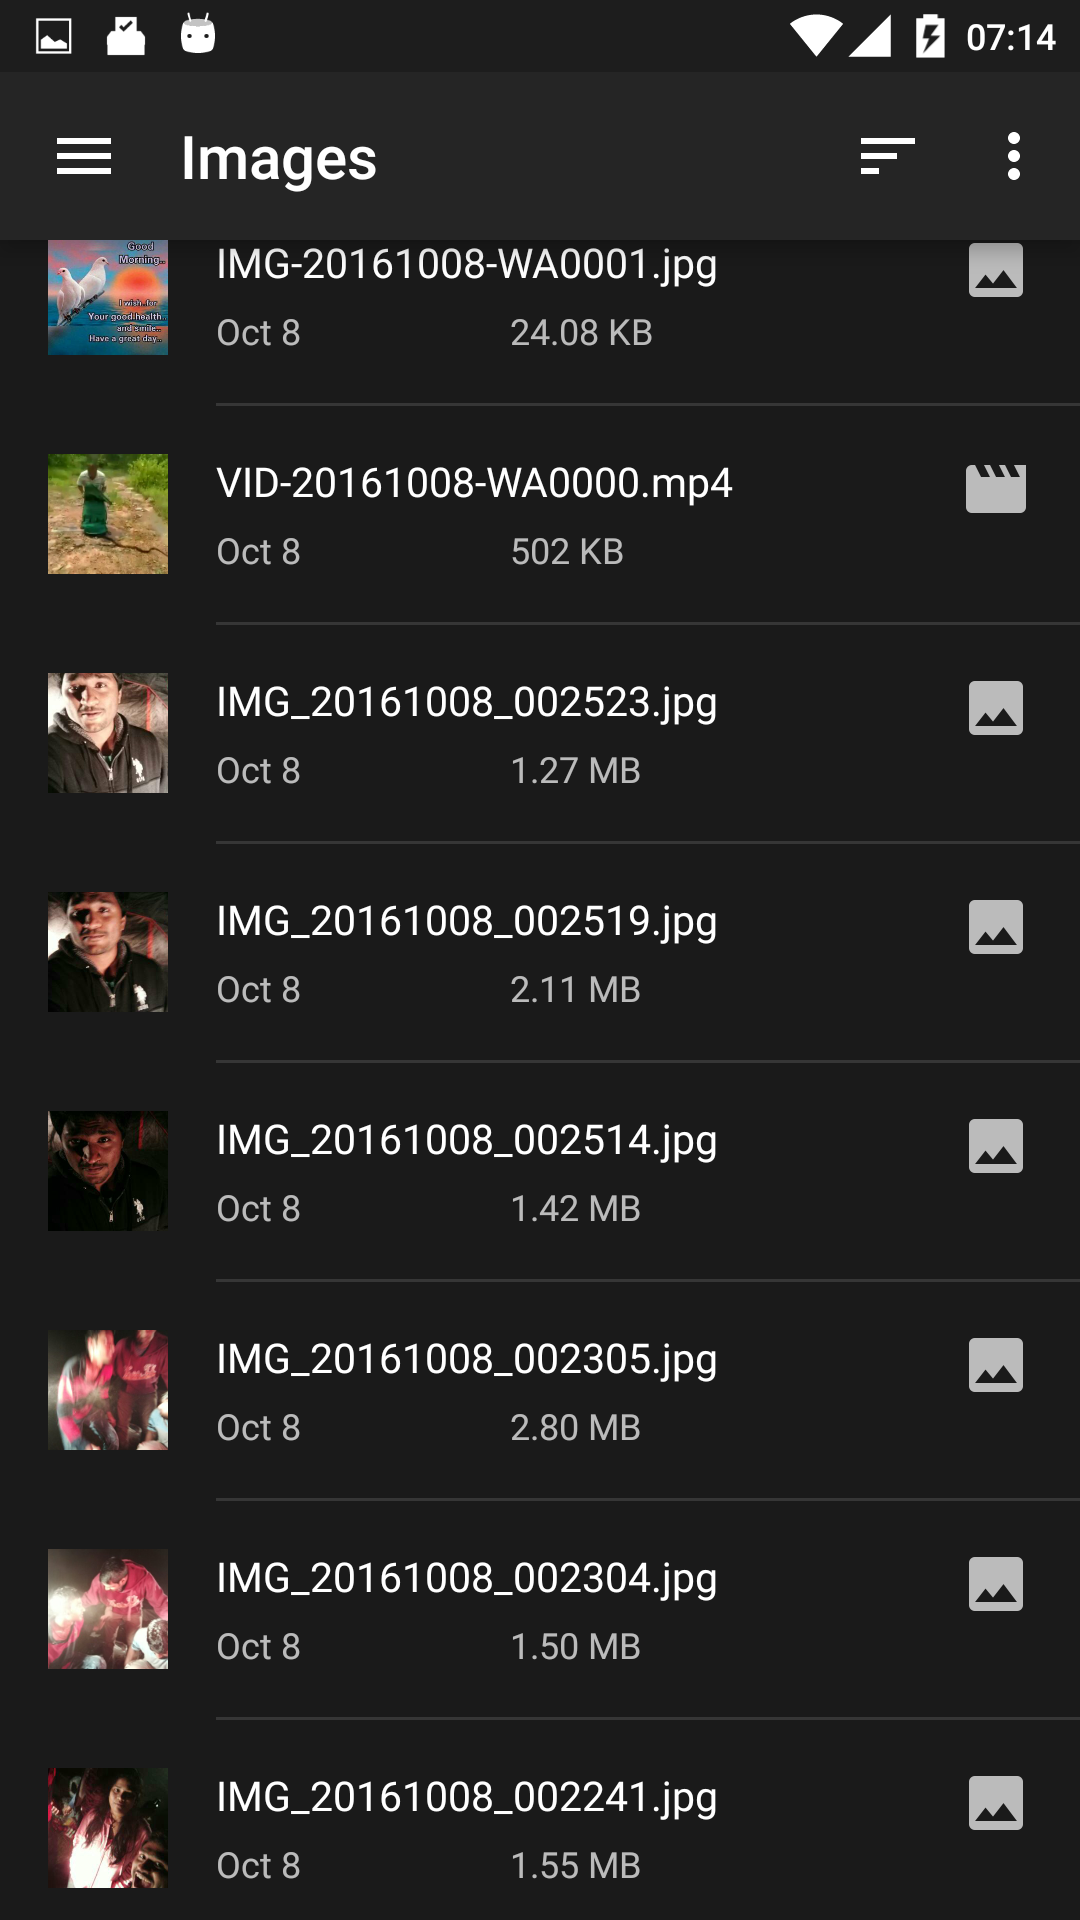 07:14
Images
Good
Morning..
I wish for
Your good health..
and smile..
Have a great day..
IMG-20161008-WA0001.jpg
Oct 8 24.08 KB
VID-20161008-WA0000.mp4
Oct 8 502 KB
IMG_20161008_002523.jpg
Oct 8 1.27 MB
IMG_20161008_002519.jpg
Oct 8 2.11 MB
IMG_20161008_002514.jpg
Oct 8 1.42 MB
IMG_20161008_002305.jpg
Oct 8 2.80 MB
IMG_20161008_002304.jpg
Oct 8 1.50 MB
IMG_20161008_002241.jpg
Oct 8 1.55 MB